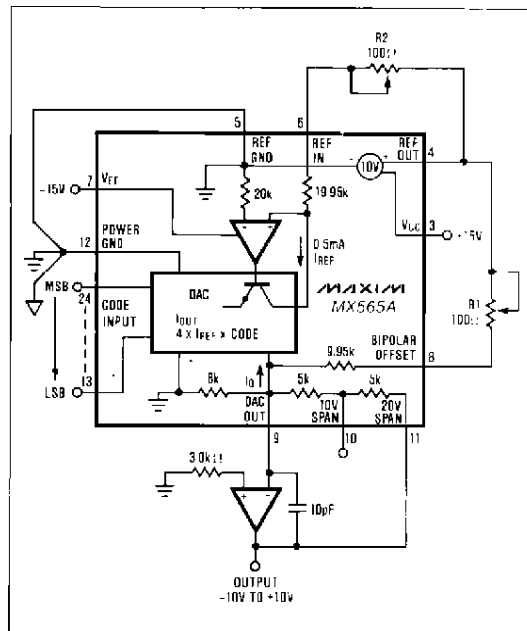 R2
100Ω
5
6
REF
GND
REF
IN
REF
OUT
4
- 10V +
7
VEE
-15V
20k
19.95k
VCC
3
+15V
12
POWER
GND
0.5mA
IREF
MAXIM
MX565A
MSB
24
CODE
INPUT
DAC
IOUT
4 x IREF x CODE
R1
100Ω
BIPOLAR
OFFSET
8
9.95k
13
LSB
8k
IO
5k
5k
DAC
OUT
10V
SPAN
20V
SPAN
9
10
11
3.0kΩ
+ -
10pF
OUTPUT
-10V TO +10V